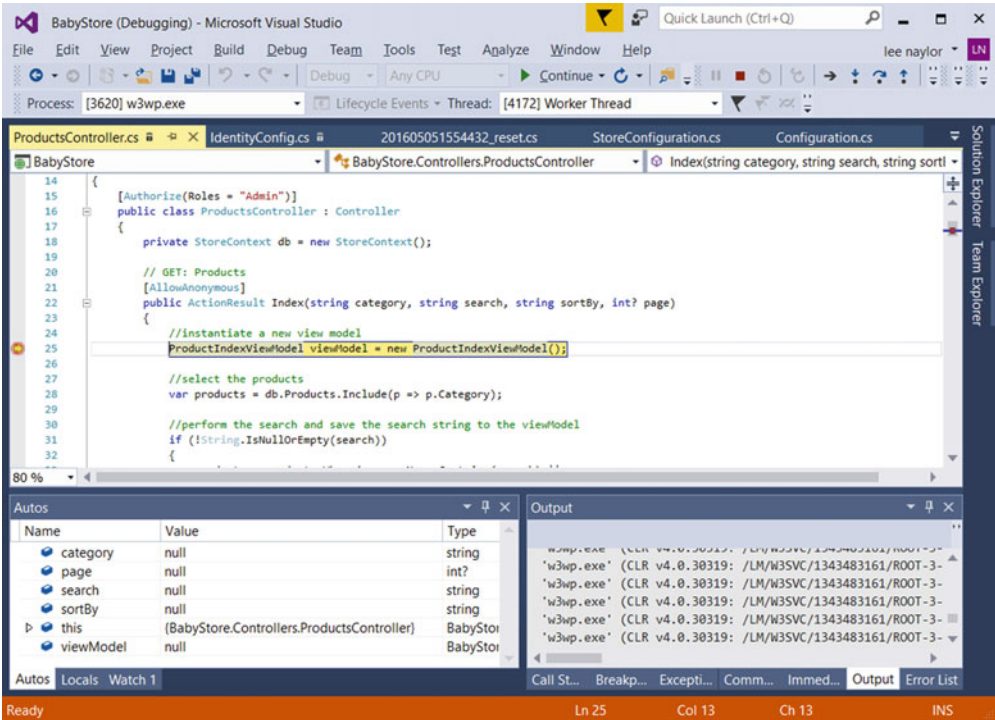 BabyStore (Debugging) - Microsoft Visual Studio
Quick Launch (Ctrl+Q)
File Edit View Project Build Debug Team Tools Test Analyze Window Help
lee naylor LN
Debug Any CPU Continue
Process: [3620] w3wp.exe Lifecycle Events Thread: [4172] Worker Thread
ProductsController.cs IdentityConfig.cs 201605051554432_reset.cs StoreConfiguration.cs Configuration.cs
BabyStore BabyStore.Controllers.ProductsController Index(string category, string search, string sortI
14 {
15 [Authorize(Roles = "Admin")]
16 public class ProductsController : Controller
17 {
18 private StoreContext db = new StoreContext();
19
20 // GET: Products
21 [AllowAnonymous]
22 public ActionResult Index(string category, string search, string sortBy, int? page)
23 {
24 //instantiate a new view model
25 ProductIndexViewModel viewModel = new ProductIndexViewModel();
26
27 //select the products
28 var products = db.Products.Include(p => p.Category);
29
30 //perform the search and save the search string to the viewModel
31 if (!String.IsNullOrEmpty(search))
32 {
80 %
Solution Explorer
Team Explorer
Autos
Name Value Type
category null string
page null int?
search null string
sortBy null string
this {BabyStore.Controllers.ProductsController} BabyStor
viewModel null BabyStor
Autos Locals Watch 1
Output
'w3wp.exe' (CLR v4.0.30319: /LM/W3SVC/1343483161/ROOT-3-
'w3wp.exe' (CLR v4.0.30319: /LM/W3SVC/1343483161/ROOT-3-
'w3wp.exe' (CLR v4.0.30319: /LM/W3SVC/1343483161/ROOT-3-
'w3wp.exe' (CLR v4.0.30319: /LM/W3SVC/1343483161/ROOT-3-
'w3wp.exe' (CLR v4.0.30319: /LM/W3SVC/1343483161/ROOT-3-
'w3wp.exe' (CLR v4.0.30319: /LM/W3SVC/1343483161/ROOT-3-
Call St... Breakp... Excepti... Comm... Immed... Output Error List
Ready Ln 25 Col 13 Ch 13 INS